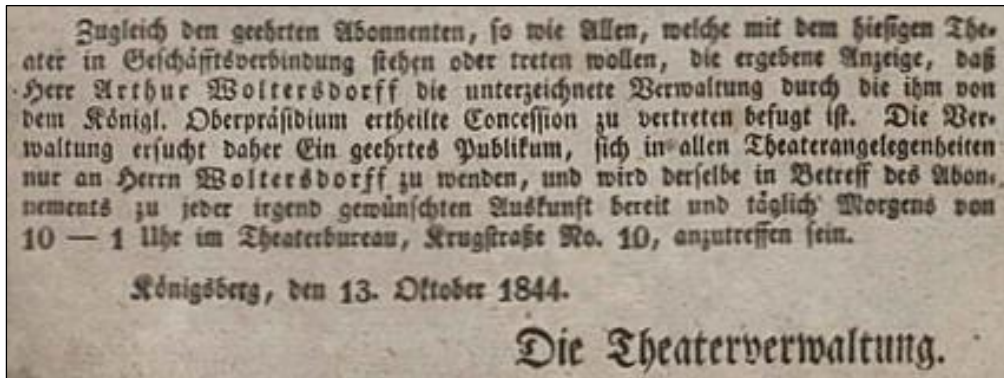 Zugleich den geehrten Abonnenten, so wie Allen, welche mit dem hiesigen The-
ater in Geschäfftsverbindung stehen oder treten wollen, die ergebene Anzeige, daß
Herr Arthur Woltersdorff die unterzeichnete Verwaltung durch die ihm von
dem Königl. Oberpräsidium ertheilte Concession zu vertreten befugt ist. Die Ver-
waltung ersucht daher Ein geehrtes Publikum, sich in allen Theaterangelegenheiten
nur an Herrn Woltersdorff zu wenden, und wird derselbe in Betreff des Abon-
nements zu jeder irgend gewünschten Auskunft bereit und täglich Morgens von
10 — 1 Uhr im Theaterbureau, Krugstraße No. 10, anzutreffen sein.
Königsberg, den 13. Oktober 1844.
Die Theaterverwaltung.